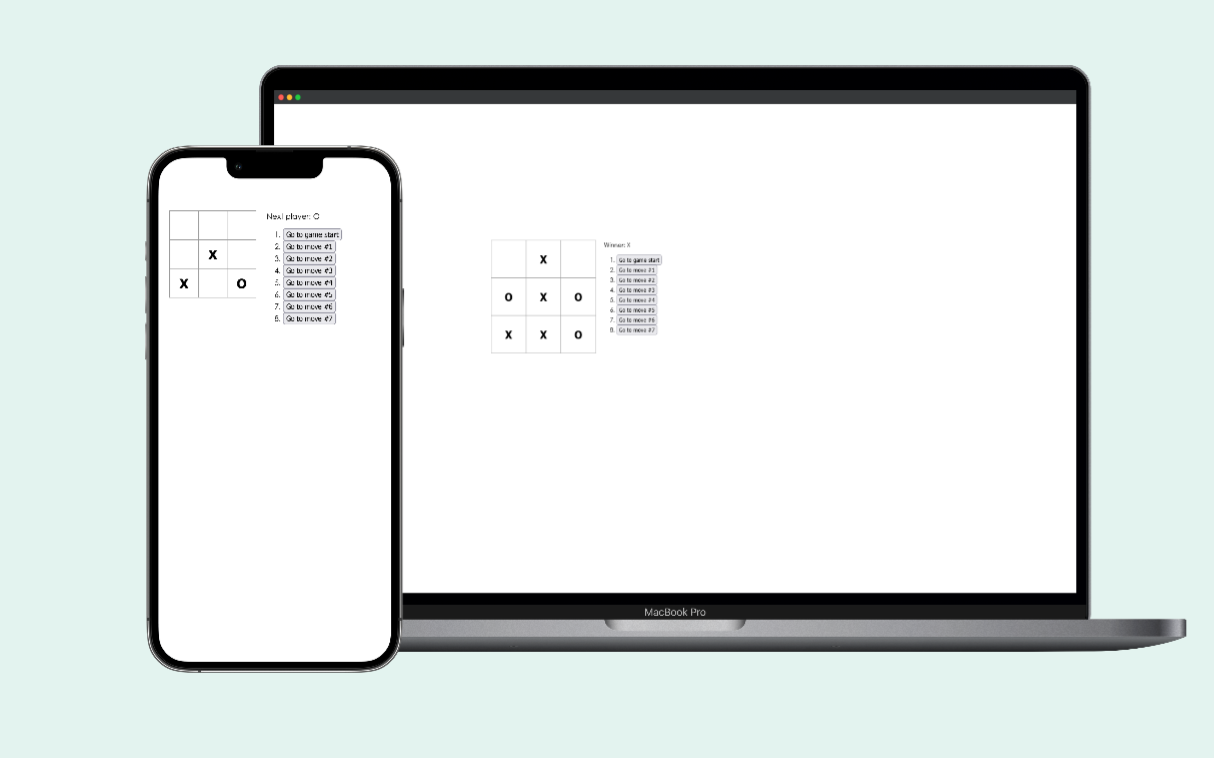 Next player: O
1. Go to game start
2. Go to move #1
3. Go to move #2
4. Go to move #3
5. Go to move #4
6. Go to move #5
7. Go to move #6
8. Go to move #7
X
X O
X
O X O
X X O
Winner: X
1. Go to game start
2. Go to move #1
3. Go to move #2
4. Go to move #3
5. Go to move #4
6. Go to move #5
7. Go to move #6
8. Go to move #7
MacBook Pro